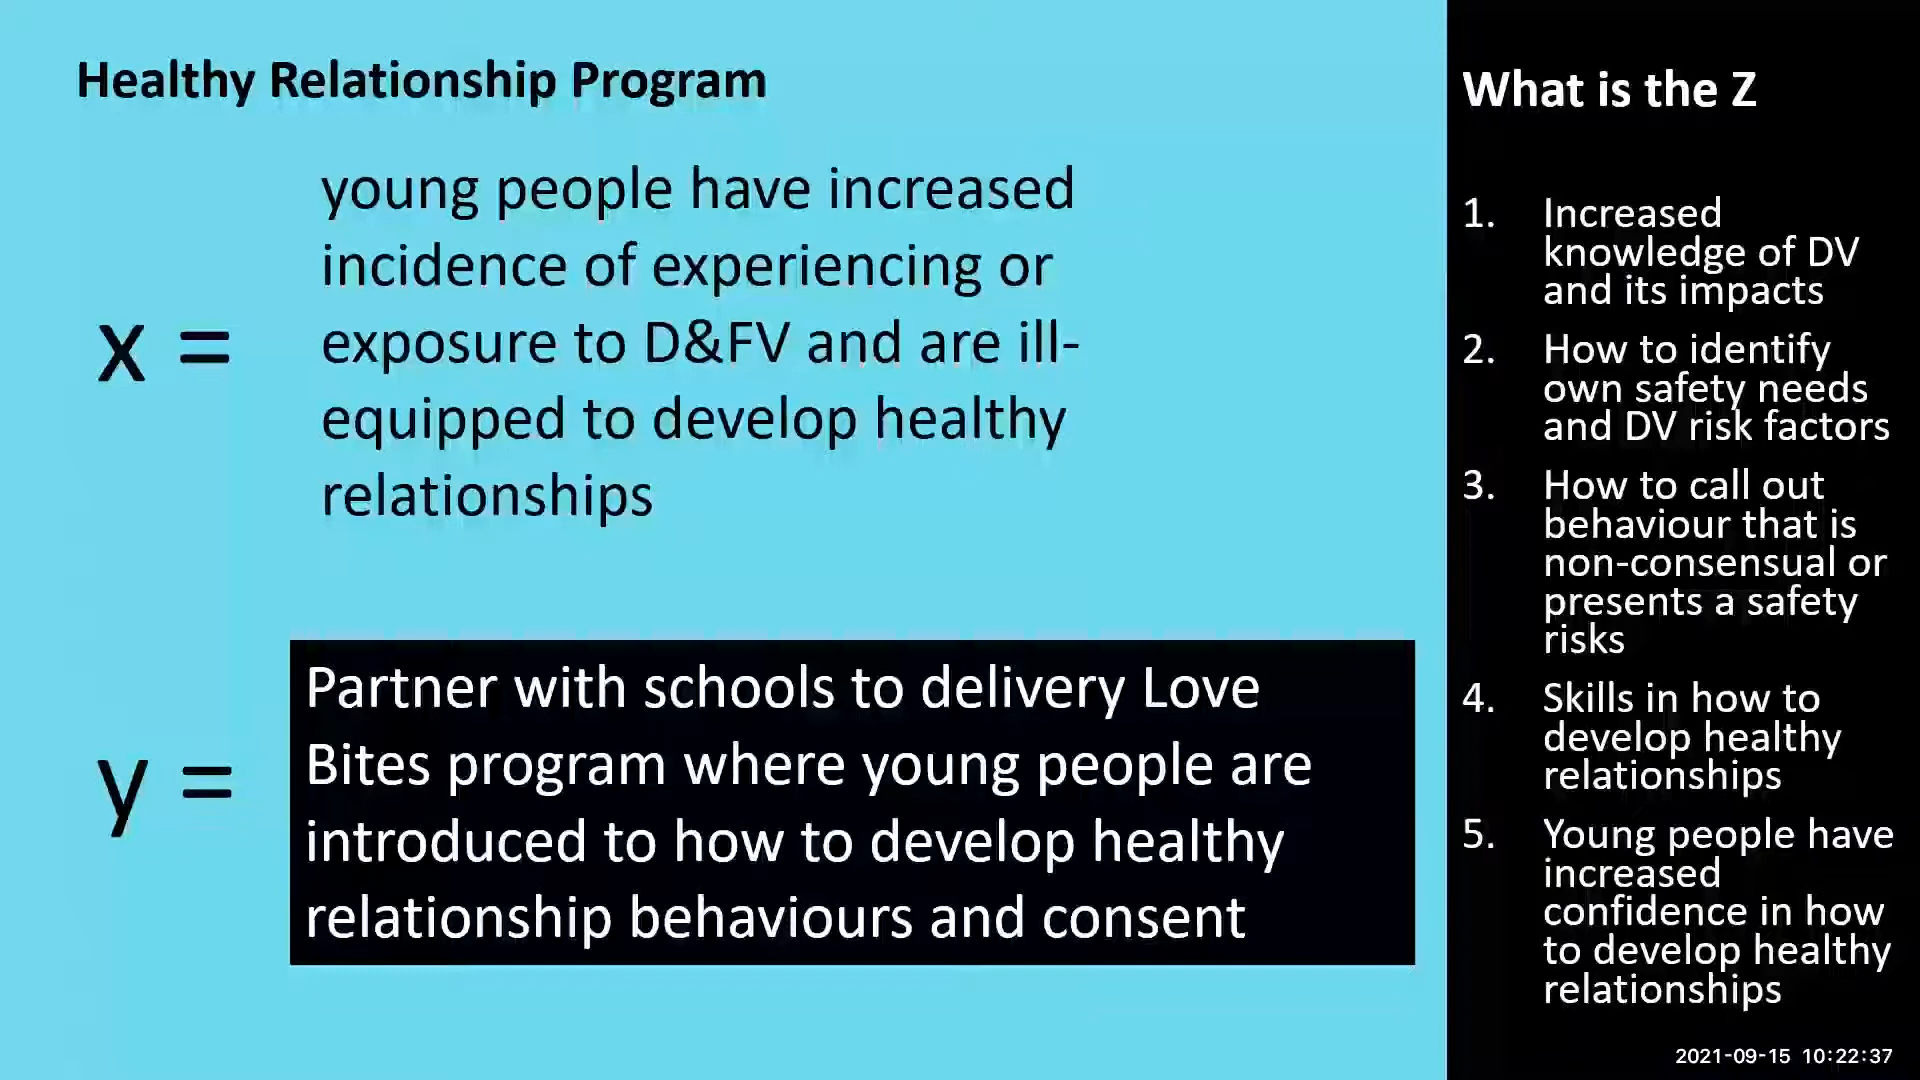 Healthy Relationship Program
x =
young people have increased
incidence of experiencing or
exposure to D&FV and are ill-
equipped to develop healthy
relationships
y =
Partner with schools to delivery Love
Bites program where young people are
introduced to how to develop healthy
relationship behaviours and consent
What is the Z
1. Increased
knowledge of DV
and its impacts
2. How to identify
own safety needs
and DV risk factors
3. How to call out
behaviour that is
non-consensual or
presents a safety
risks
4. Skills in how to
develop healthy
relationships
5. Young people have
increased
confidence in how
to develop healthy
relationships
2021-09-15 10:22:37